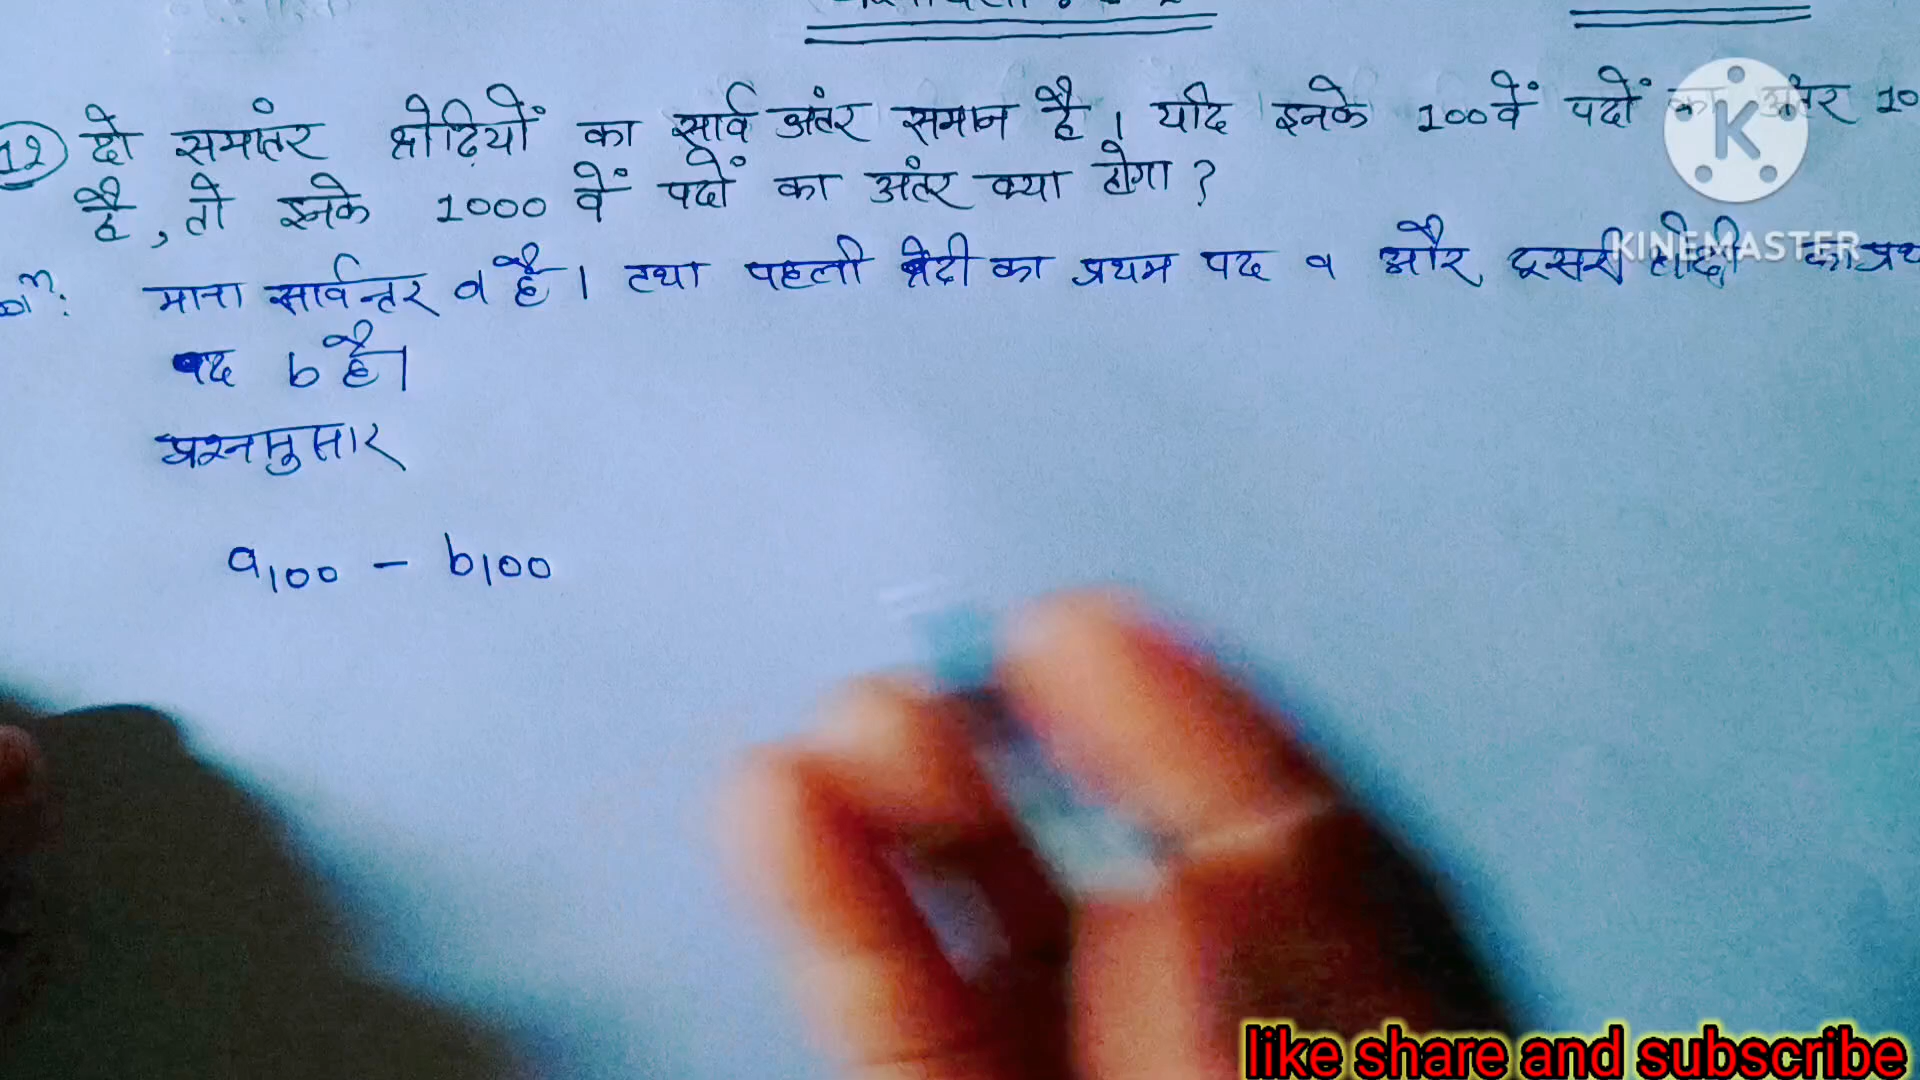 12 दो समांतर श्रेढ़ियों का सार्व अंतर समान है। यदि इनके 100वें पदों का अंतर 10
है, तो इनके 1000 वें पदों का अंतर क्या होगा?
माना सार्वन्तर d है। तथा पहली श्रेढी का प्रथम पद a और दूसरी श्रेढी का प्रथ
पद b है।
प्रश्नानुसार
a100 - b100
KINEMASTER
like share and subscribe